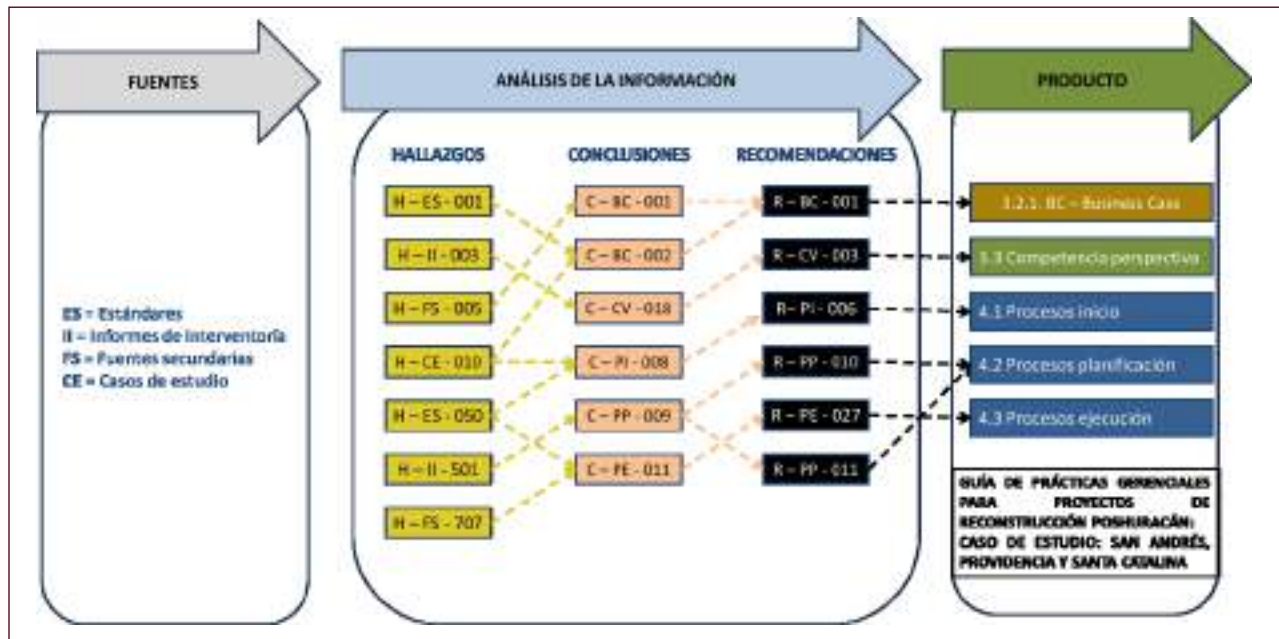 FUENTES
ANÁLISIS DE LA INFORMACIÓN
PRODUCTO
ES = Estándares
II = Informes de Interventoría
FS = Fuentes secundarias
CE = Casos de estudio
HALLAZGOS
H – ES - 001
H – II - 003
H – FS - 005
H – CE - 010
H – ES - 050
H – II - 501
H – FS - 707
CONCLUSIONES
C – BC - 001
C – BC - 002
C – CV - 018
C – PI - 008
C – PP - 009
C – PE - 011
RECOMENDACIONES
R – BC - 001
R – CV - 003
R – PI - 006
R – PP - 010
R – PE - 027
R – PP - 011
3.2.1. BC – Business Case
3.3 Competencia perspectiva
4.1 Procesos inicio
4.2 Procesos planificación
4.3 Procesos ejecución
GUÍA DE PRÁCTICAS GERENCIALES
PARA PROYECTOS DE
RECONSTRUCCIÓN POSHURACÁN:
CASO DE ESTUDIO: SAN ANDRÉS,
PROVIDENCIA Y SANTA CATALINA